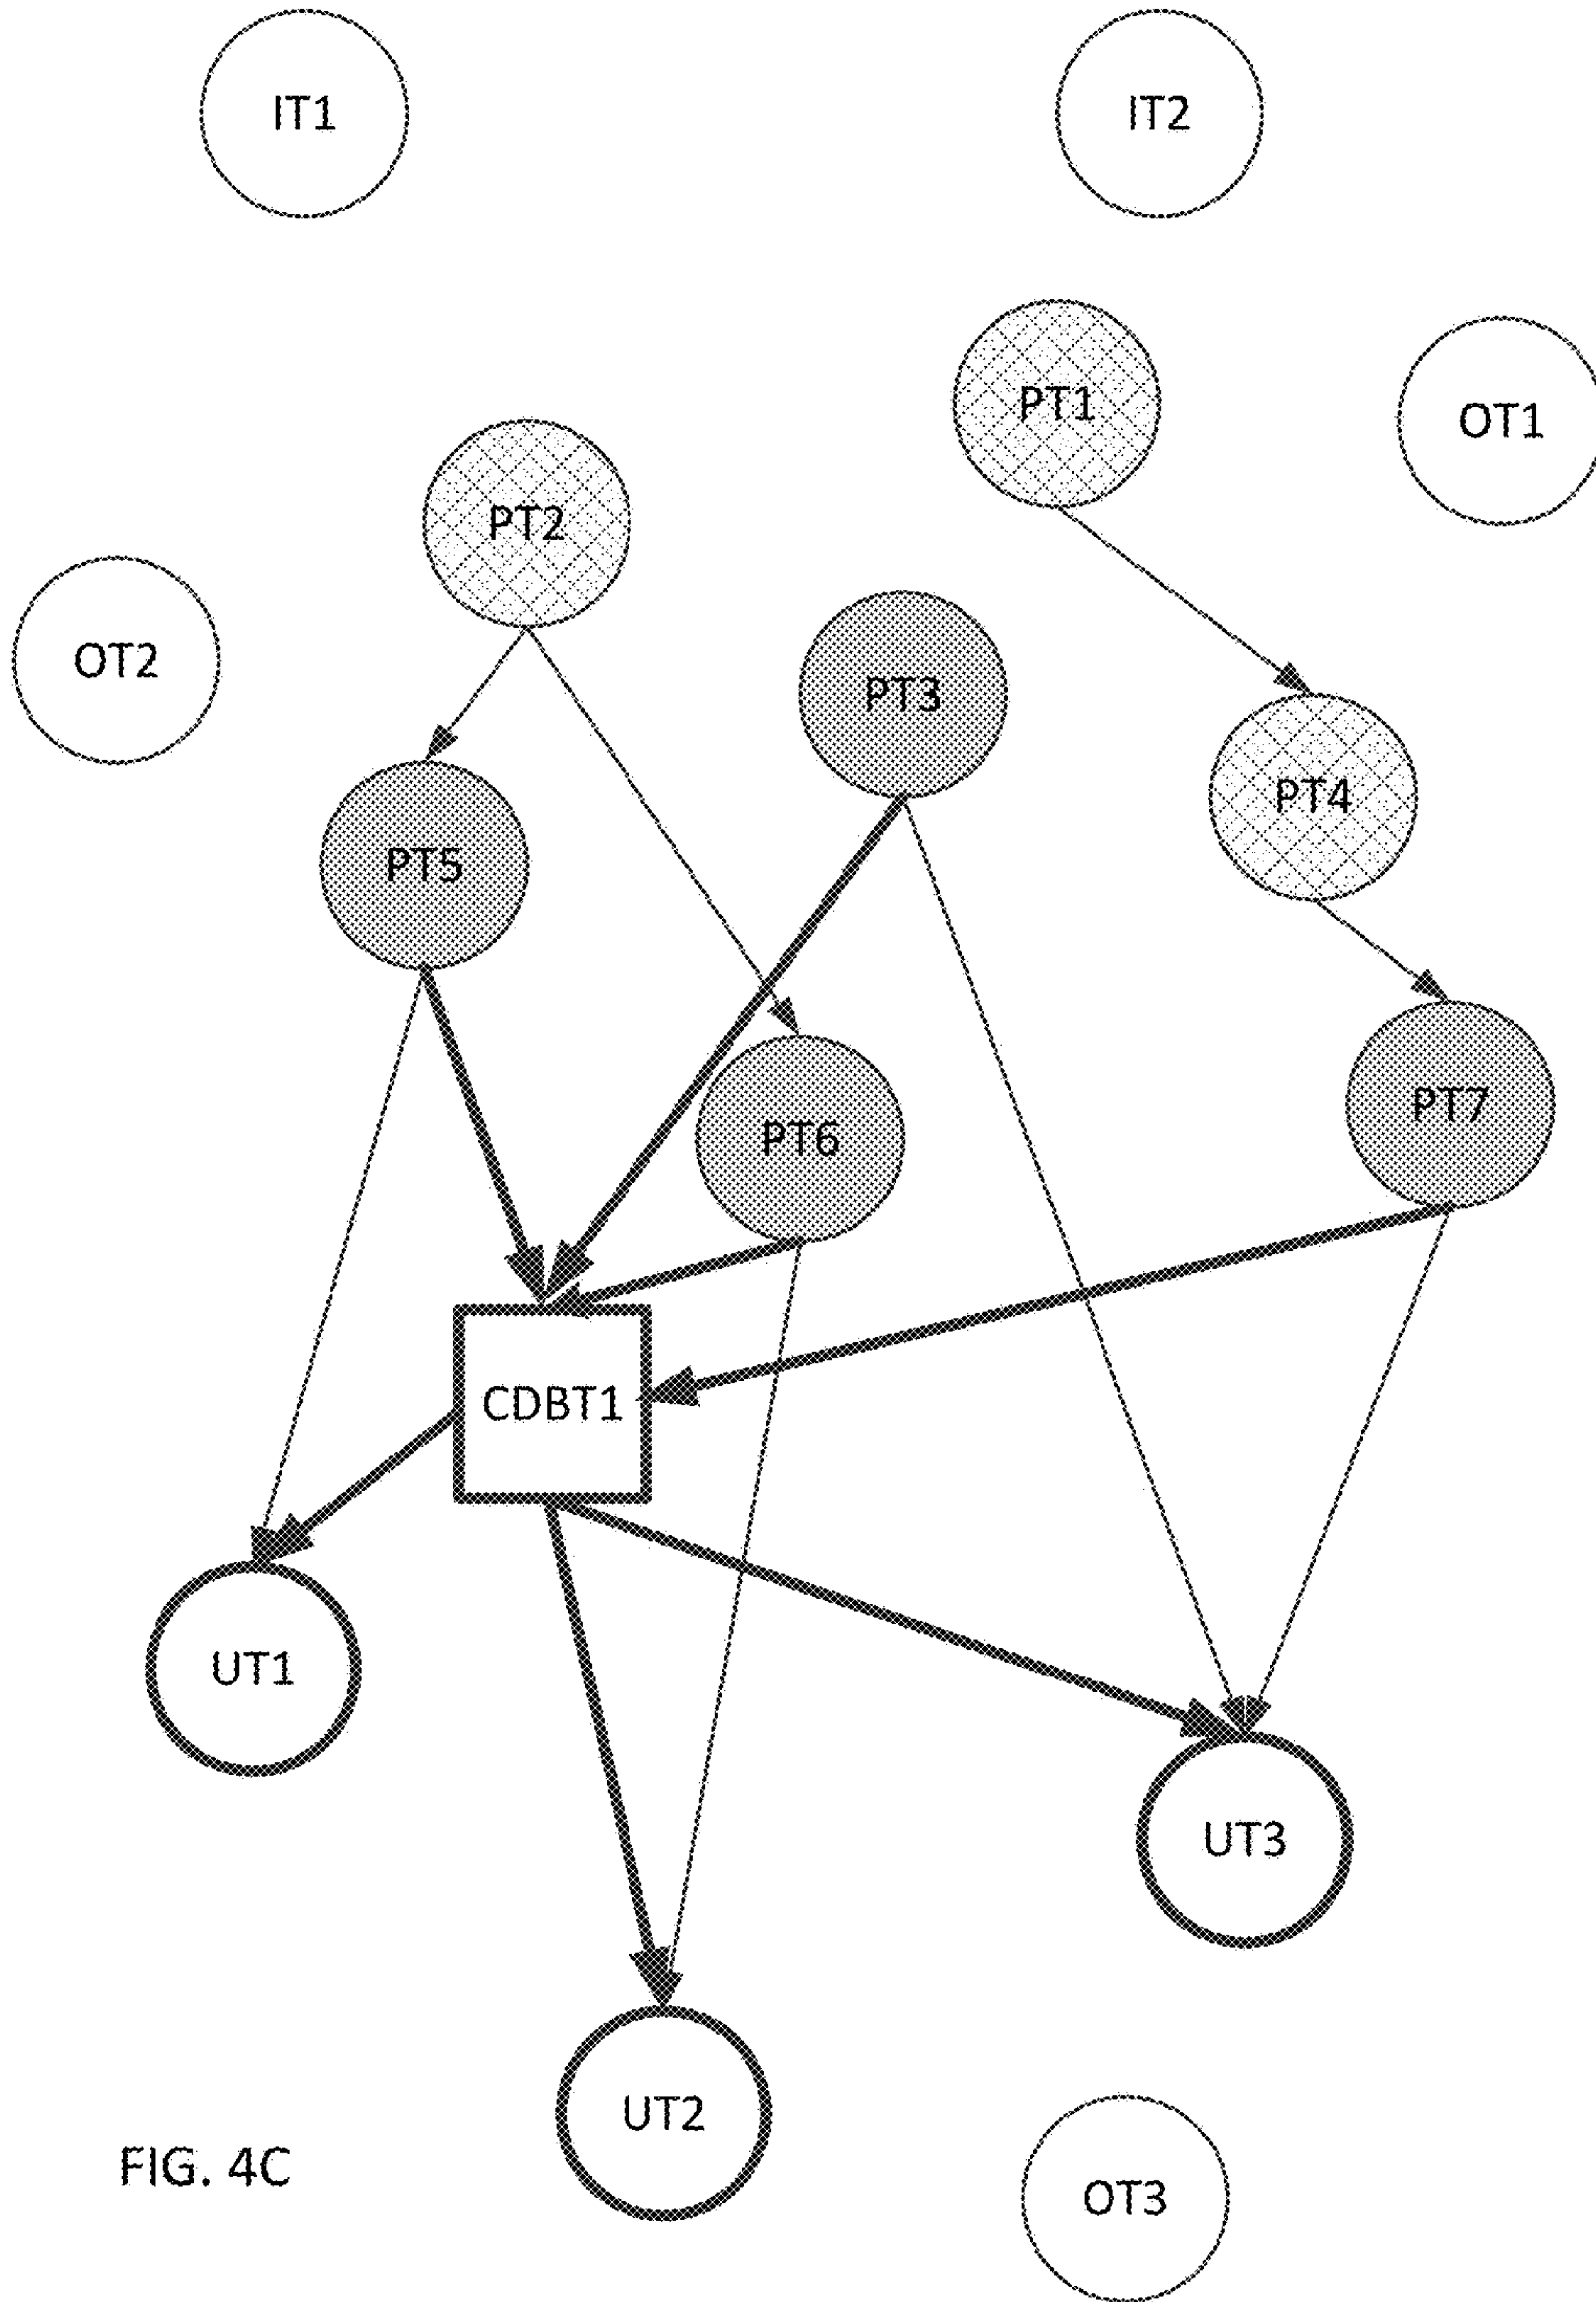 IT1
IT2
PT1
OT1
PT2
OT2
PT3
PT4
PT5
PT7
PT6
CDBT1
UT1
UT3
UT2
FIG. 4C
OT3